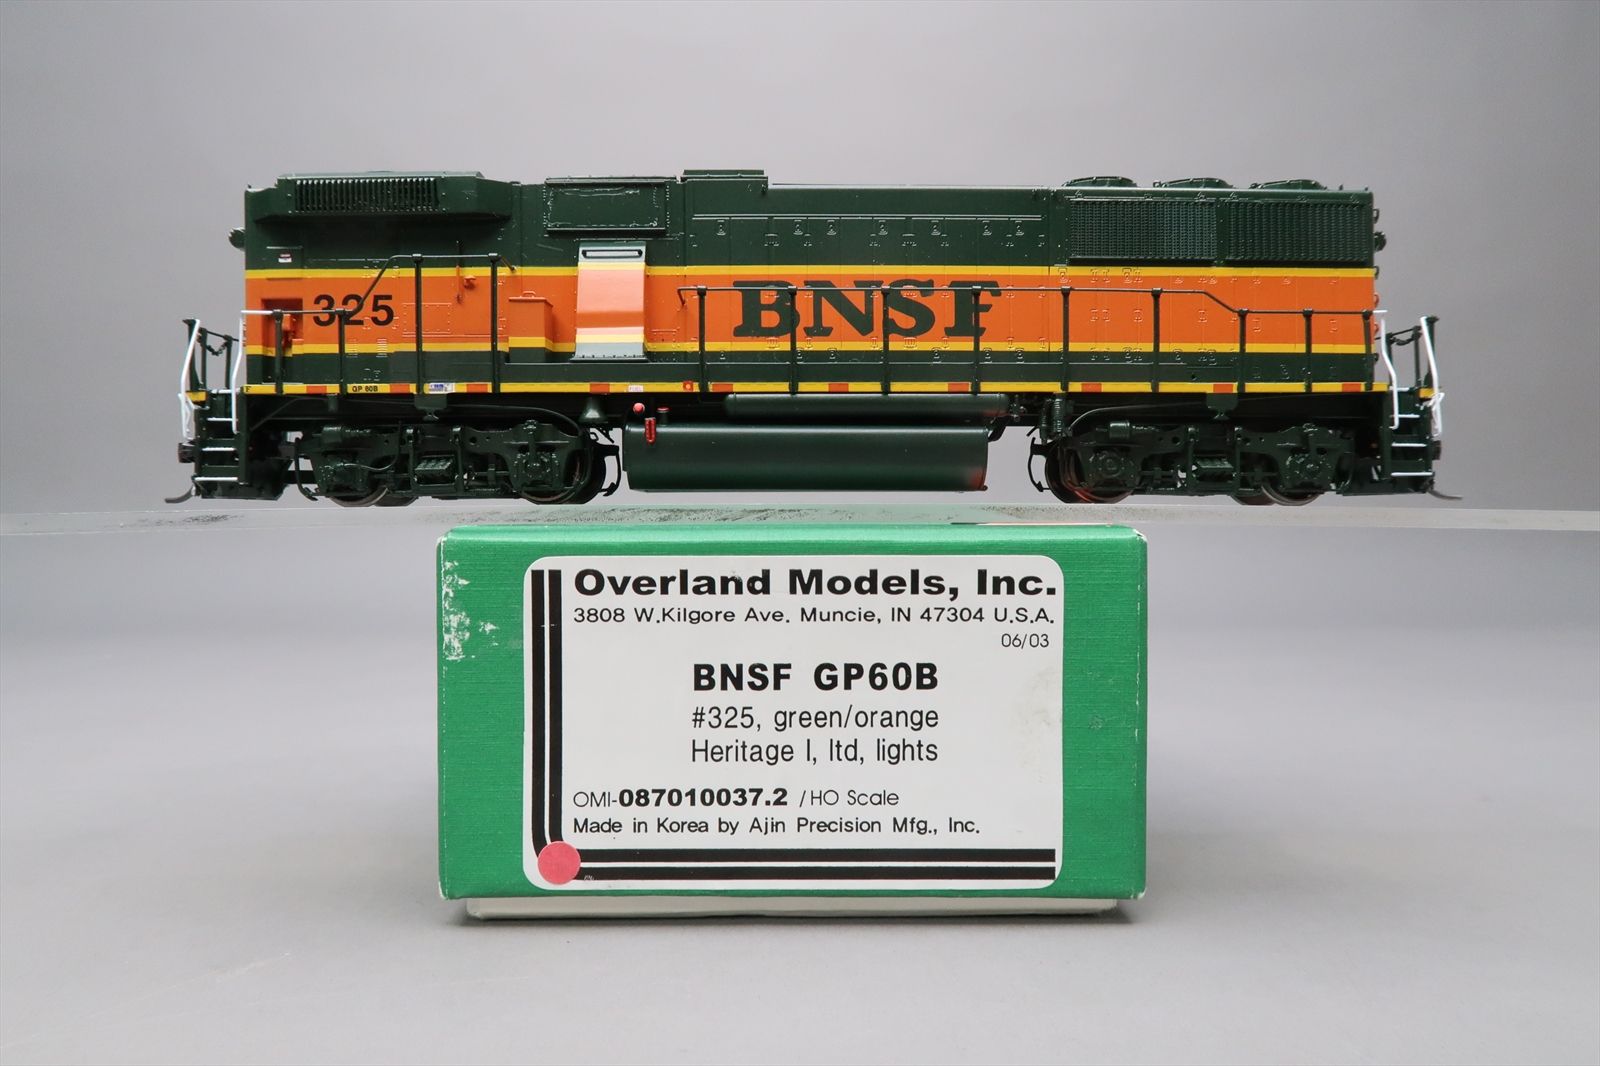 325
BNSF
F
GP 60B
FUEL
Overland Models, Inc.
3808 W.Kilgore Ave. Muncie, IN 47304 U.S.A.
06/03
BNSF GP60B
#325, green/orange
Heritage I, ltd, lights
OMI-087010037.2 /HO Scale
Made in Korea by Ajin Precision Mfg., Inc.